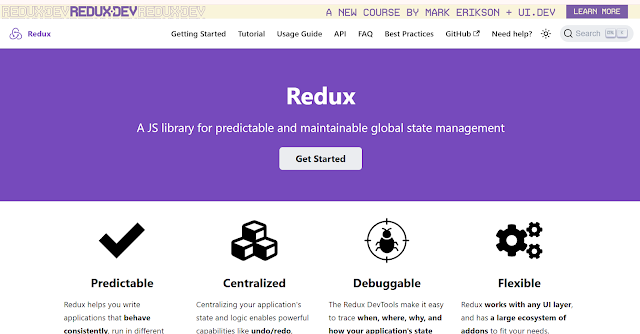 REDUX:DEV REDUX:DEV REDUX:DEV
A NEW COURSE BY MARK ERIKSON + UI.DEV
LEARN MORE
Redux
Getting Started Tutorial Usage Guide API FAQ Best Practices GitHub Need help?
Search
Redux
A JS library for predictable and maintainable global state management
Get Started
Predictable
Redux helps you write
applications that behave
consistently, run in different
Centralized
Centralizing your application's
state and logic enables powerful
capabilities like undo/redo,
Debuggable
The Redux DevTools make it easy
to trace when, where, why, and
how your application's state
Flexible
Redux works with any UI layer,
and has a large ecosystem of
addons to fit your needs.